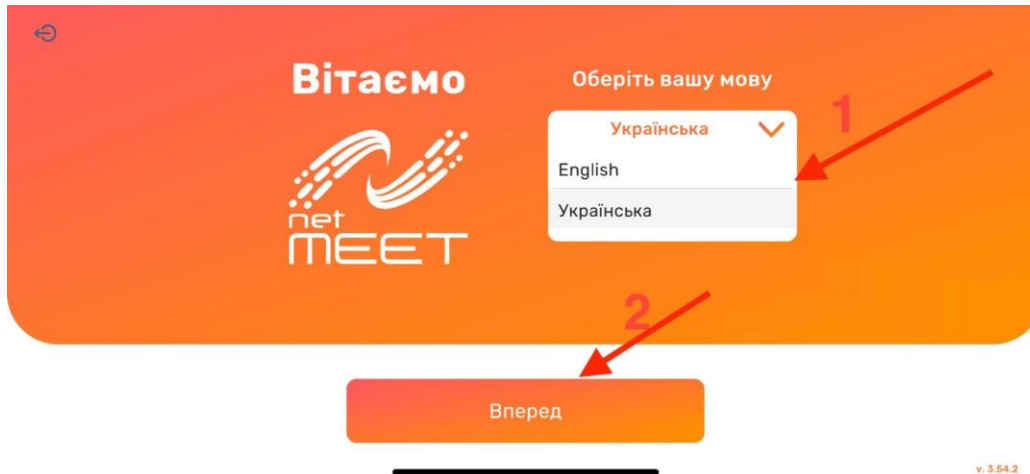 Вітаємо
net
MEET
Оберіть вашу мову
Українська
English
Українська
1
2
Вперед
v. 3.54.2